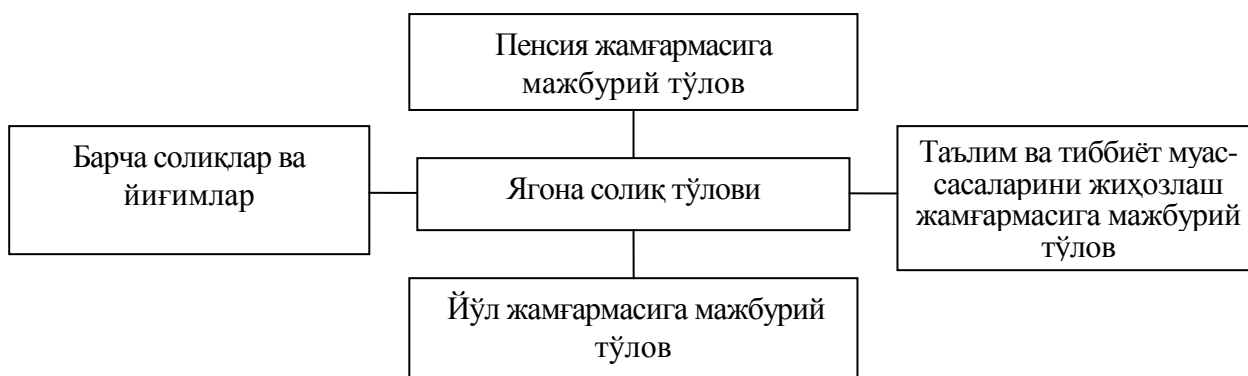 Пенсия жамғармасига
мажбурий тўлов
Барча солиқлар ва
йиғимлар
Ягона солиқ тўлови
Таълим ва тиббиёт муас-
сасаларини жиҳозлаш
жамғармасига мажбурий
тўлов
Йўл жамғармасига мажбурий
тўлов